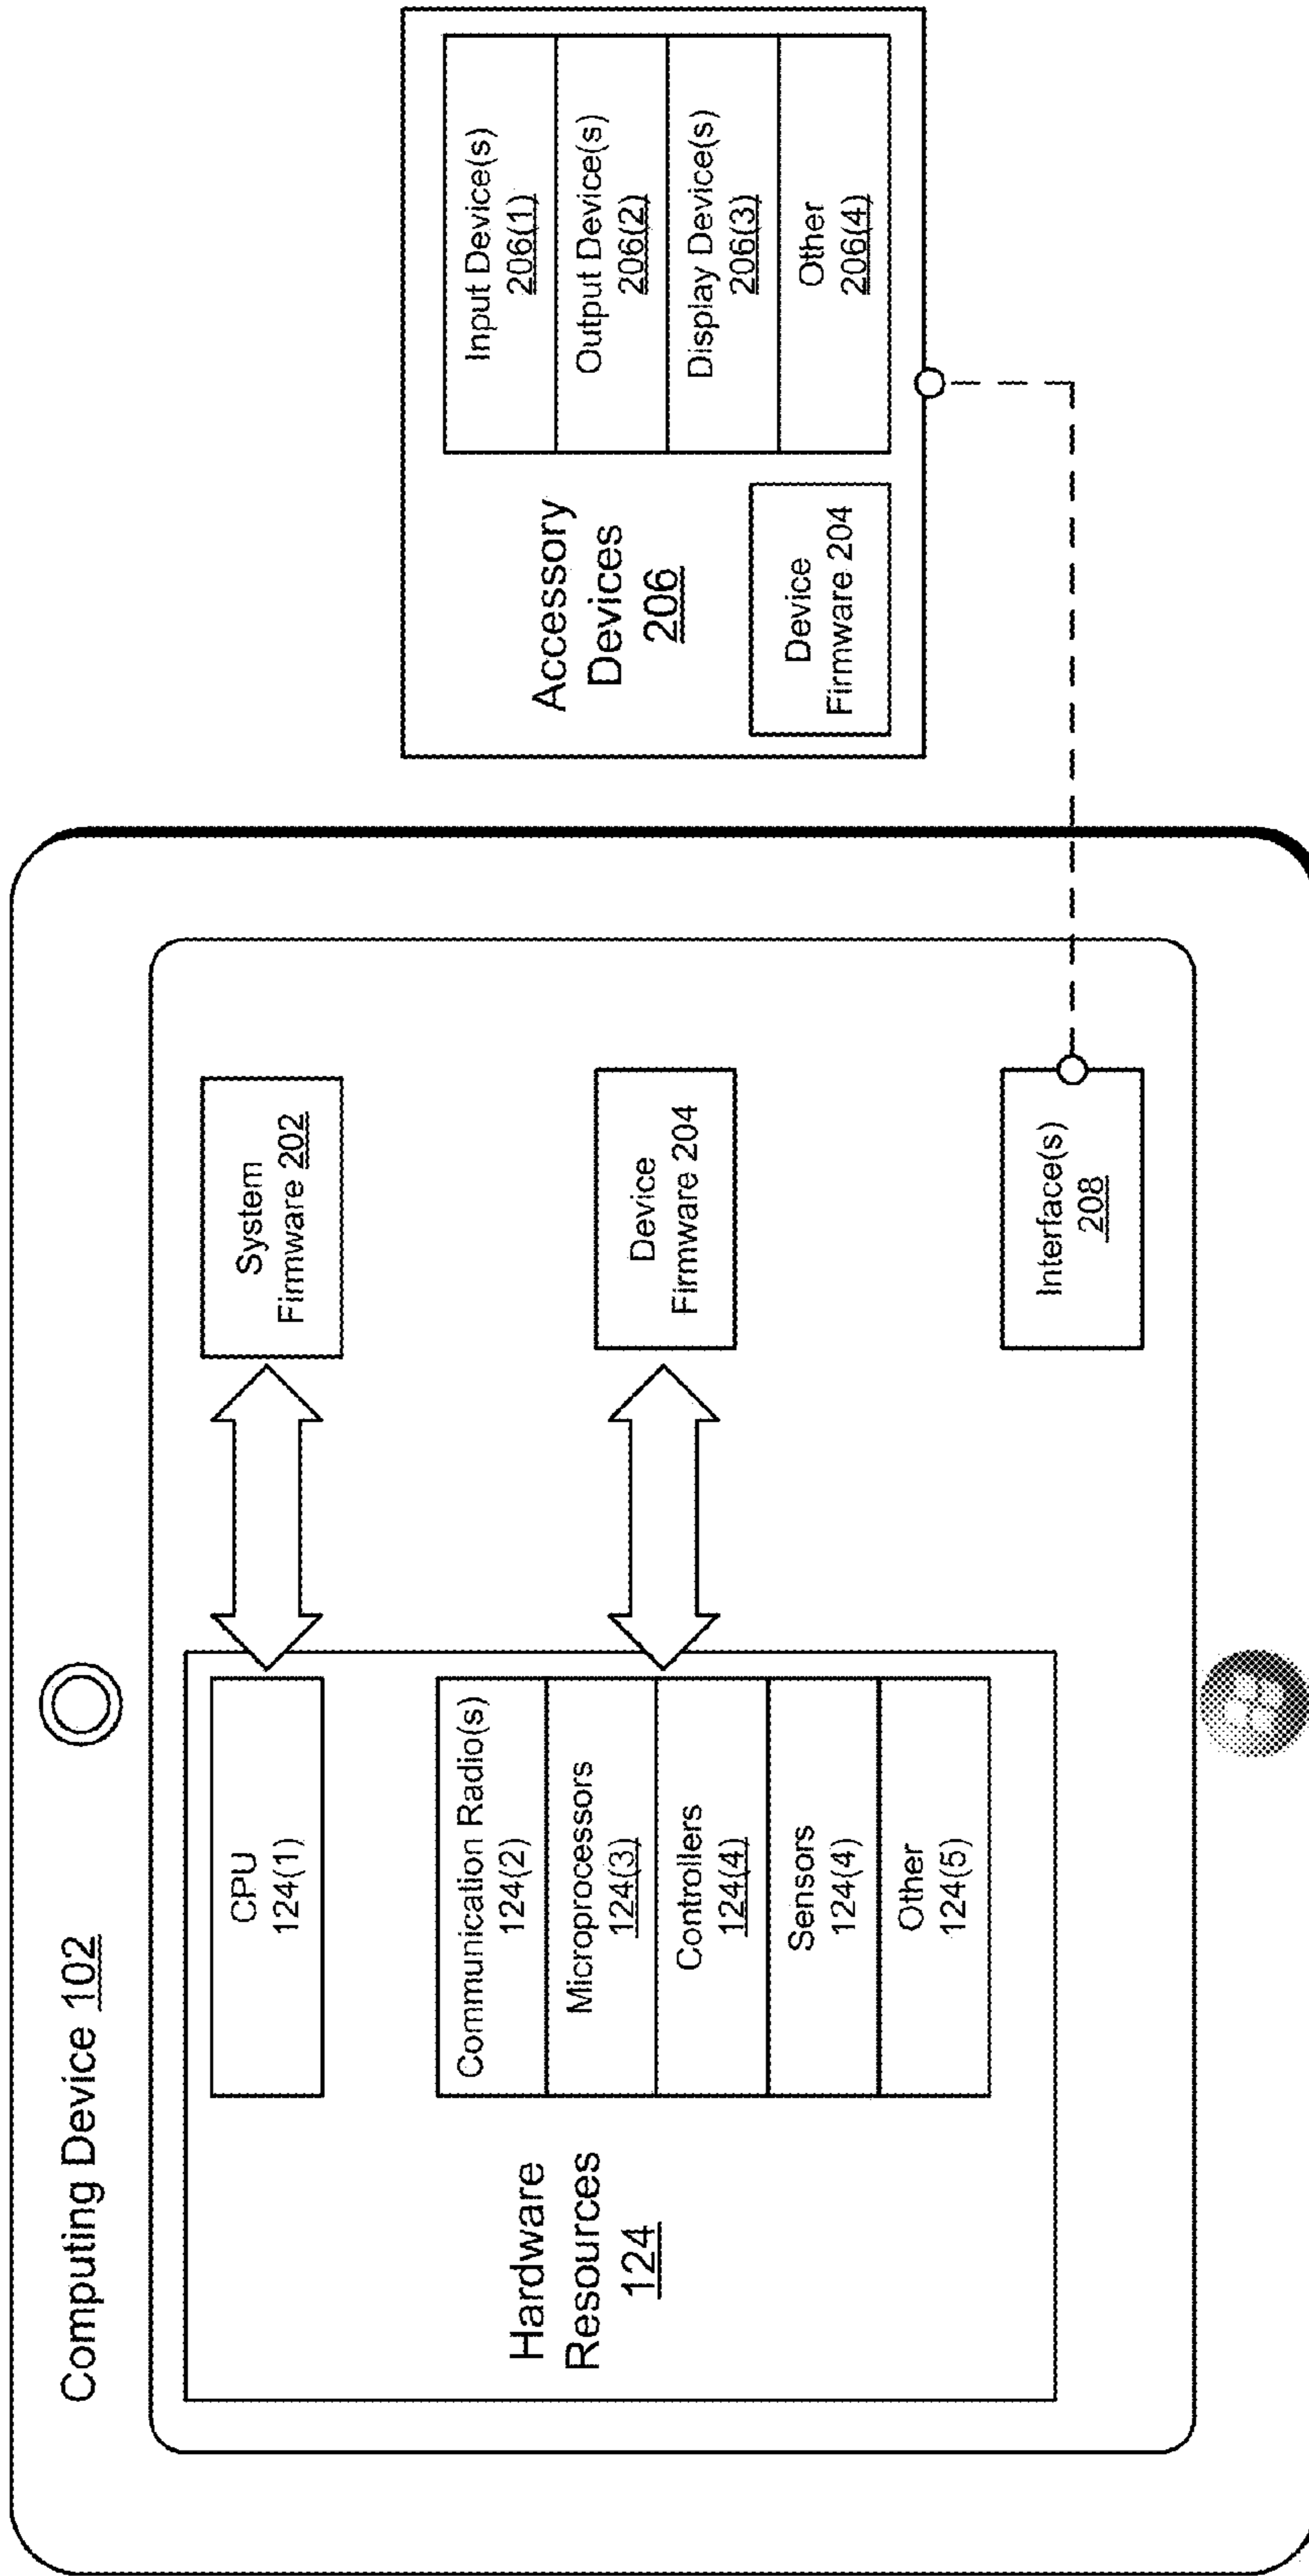 Computing Device 102
Hardware
Resources
124
CPU
124(1)
Communication Radio(s)
124(2)
Microprocessors
124(3)
Controllers
124(4)
Sensors
124(4)
Other
124(5)
System
Firmware 202
Device
Firmware 204
Interface(s)
208
Accessory
Devices
206
Device
Firmware 204
Input Device(s)
206(1)
Output Device(s)
206(2)
Display Device(s)
206(3)
Other
206(4)